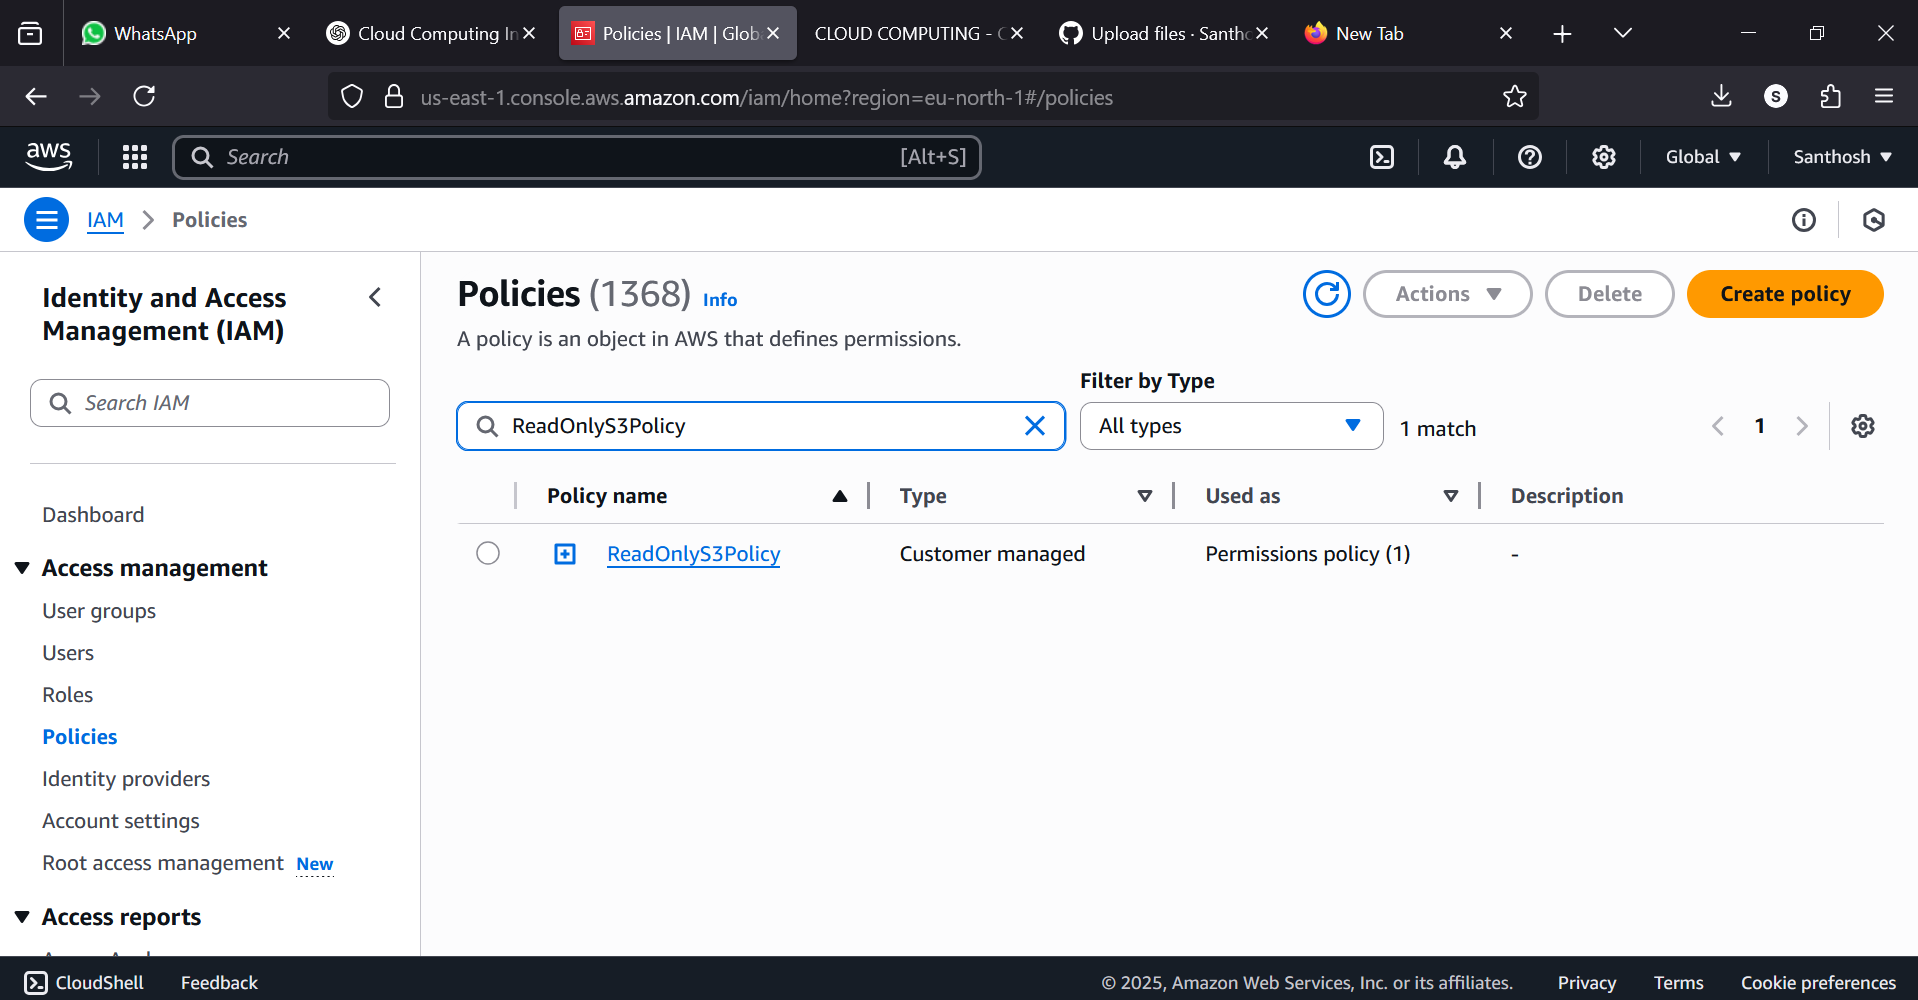 WhatsApp
Cloud Computing In
Policies | IAM | Glob
CLOUD COMPUTING - C
Upload files · Santho
New Tab
us-east-1.console.aws.amazon.com/iam/home?region=eu-north-1#/policies
S
aws
Search
[Alt+S]
Global
Santhosh
IAM
Policies
Identity and Access
Management (IAM)
Search IAM
Dashboard
Access management
User groups
Users
Roles
Policies
Identity providers
Account settings
Root access management New
Access reports
Policies (1368) Info
A policy is an object in AWS that defines permissions.
Actions
Delete
Create policy
Filter by Type
ReadOnlyS3Policy
All types
1 match
1
Policy name
Type
Used as
Description
ReadOnlyS3Policy
Customer managed
Permissions policy (1)
-
CloudShell
Feedback
© 2025, Amazon Web Services, Inc. or its affiliates.
Privacy
Terms
Cookie preferences